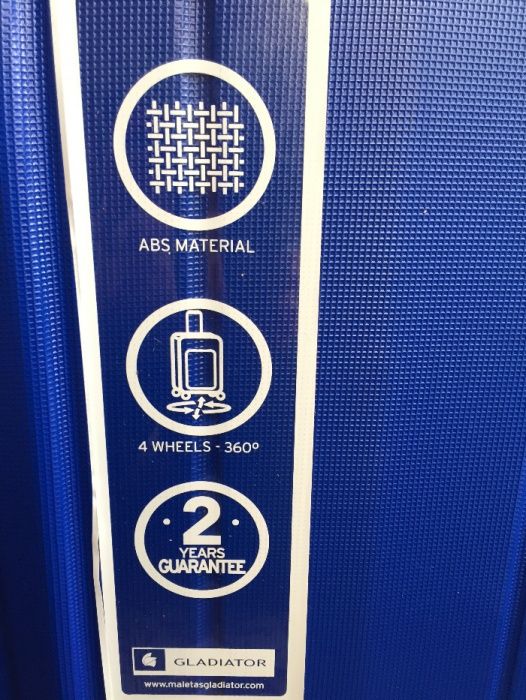 ABS MATERIAL
4 WHEELS - 360º
2
YEARS
GUARANTEE
GLADIATOR
www.maletasgladiator.com